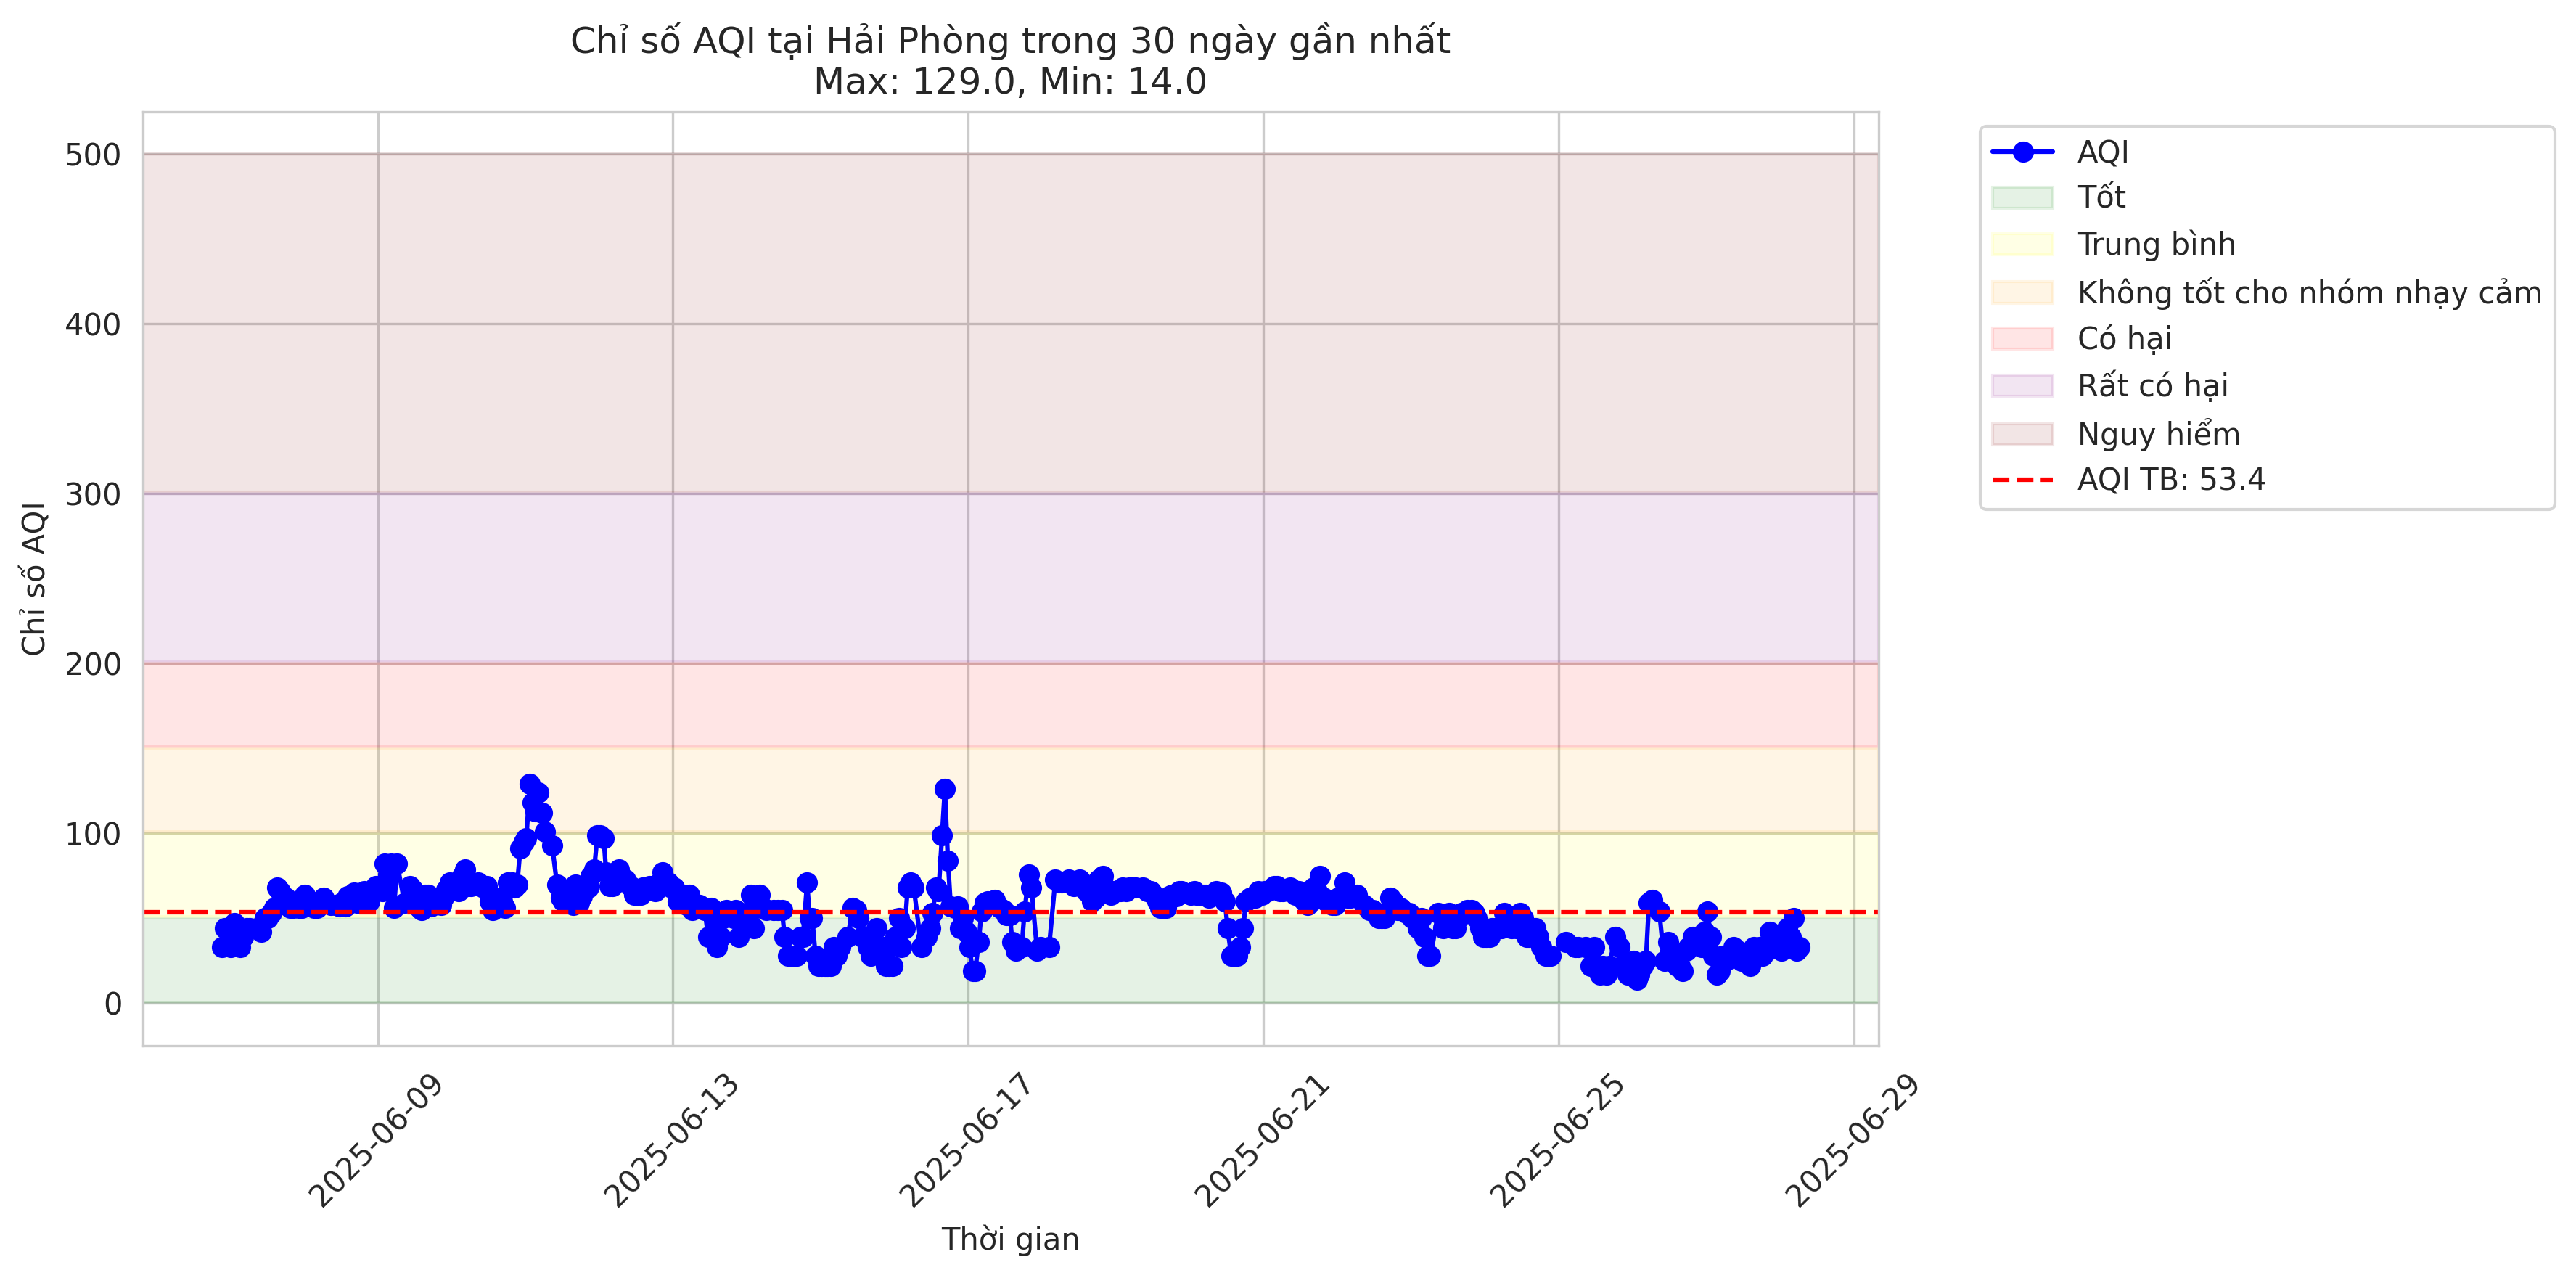 Chỉ số AQI tại Hải Phòng trong 30 ngày gần nhất
Max: 129.0, Min: 14.0
Chỉ số AQI
500
400
300
200
100
0
2025-06-09
2025-06-13
2025-06-17
2025-06-21
2025-06-25
2025-06-29
Thời gian
AQI
Tốt
Trung bình
Không tốt cho nhóm nhạy cảm
Có hại
Rất có hại
Nguy hiểm
AQI TB: 53.4